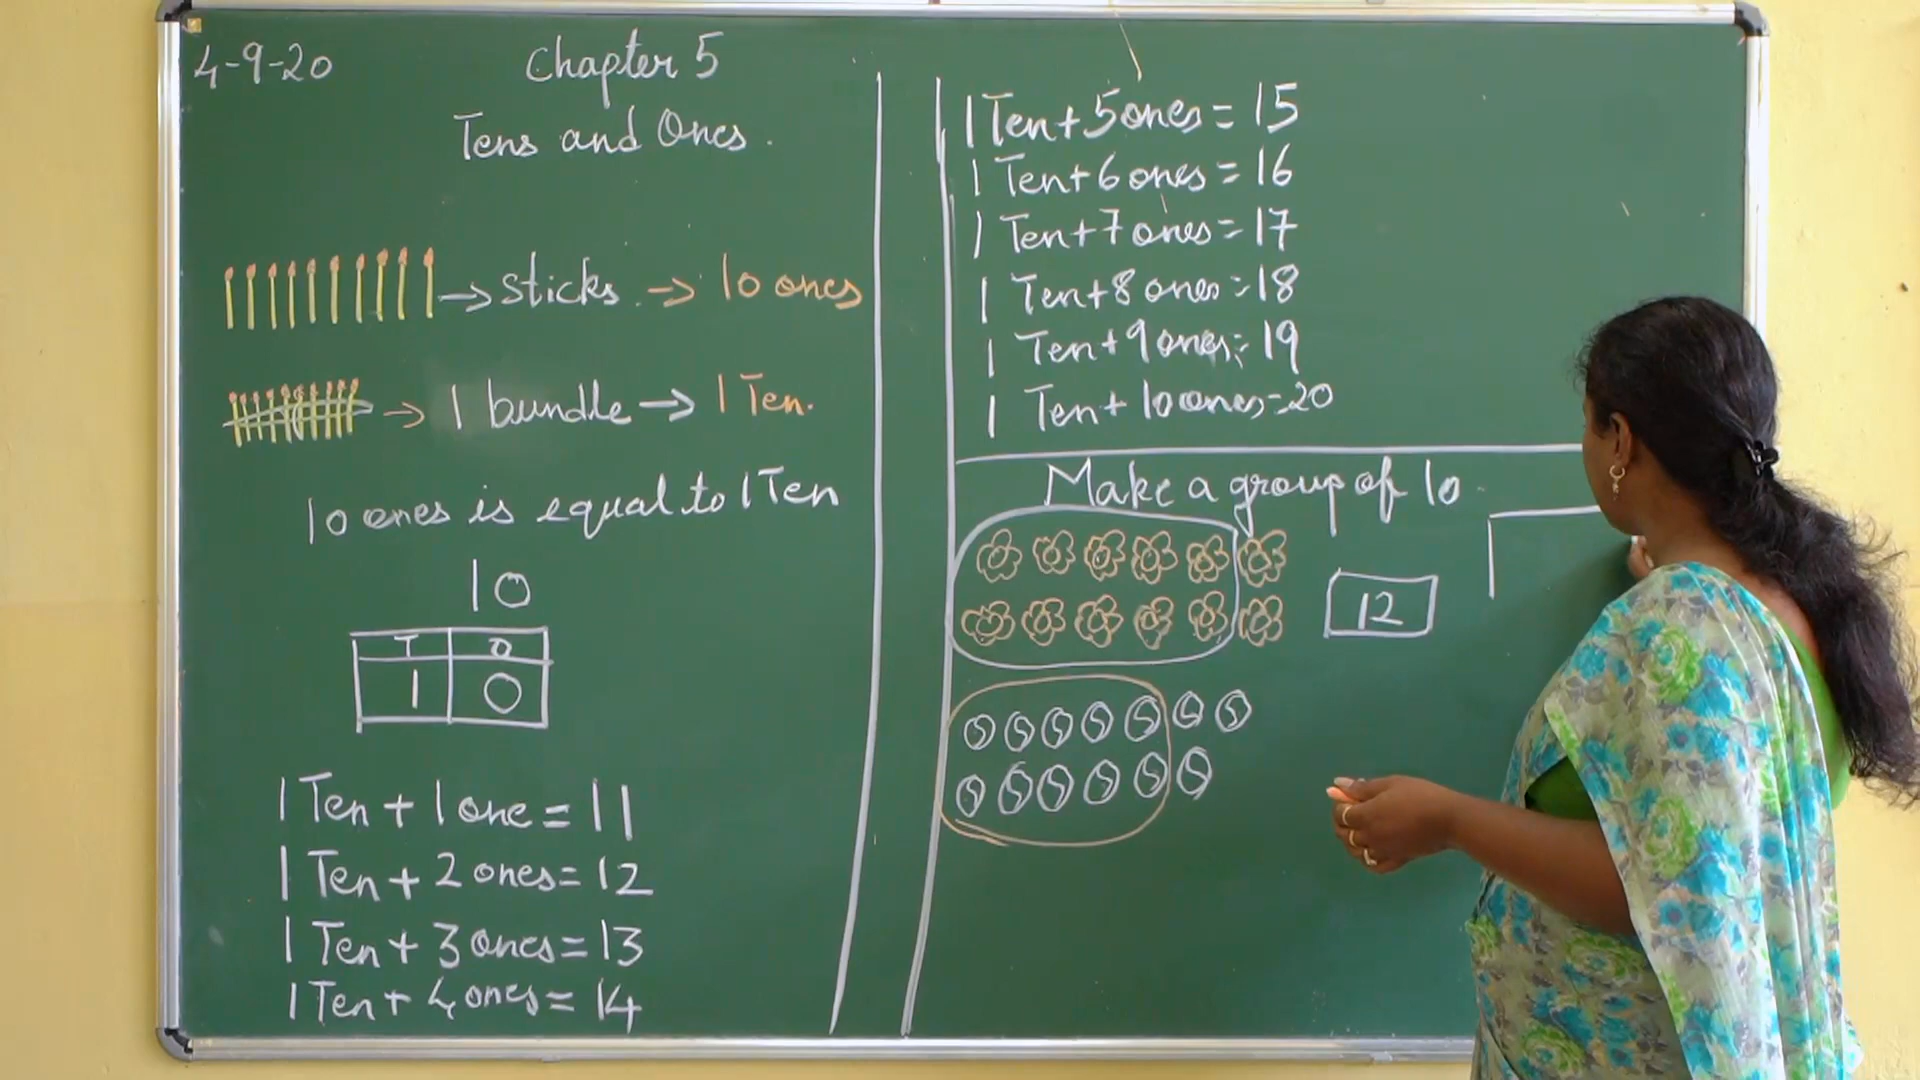 4-9-20
Chapter 5
Tens and Ones.
→ sticks → 10 ones
→ 1 bundle → 1 Ten.
10 ones is equal to 1 Ten
10
T O
1 0
1 Ten + 1 one = 11
1 Ten + 2 ones = 12
1 Ten + 3 ones = 13
1 Ten + 4 ones = 14
1 Ten + 5 ones = 15
1 Ten + 6 ones = 16
1 Ten + 7 ones = 17
1 Ten + 8 ones = 18
1 Ten + 9 ones = 19
1 Ten + 10 ones = 20
Make a group of 10.
12